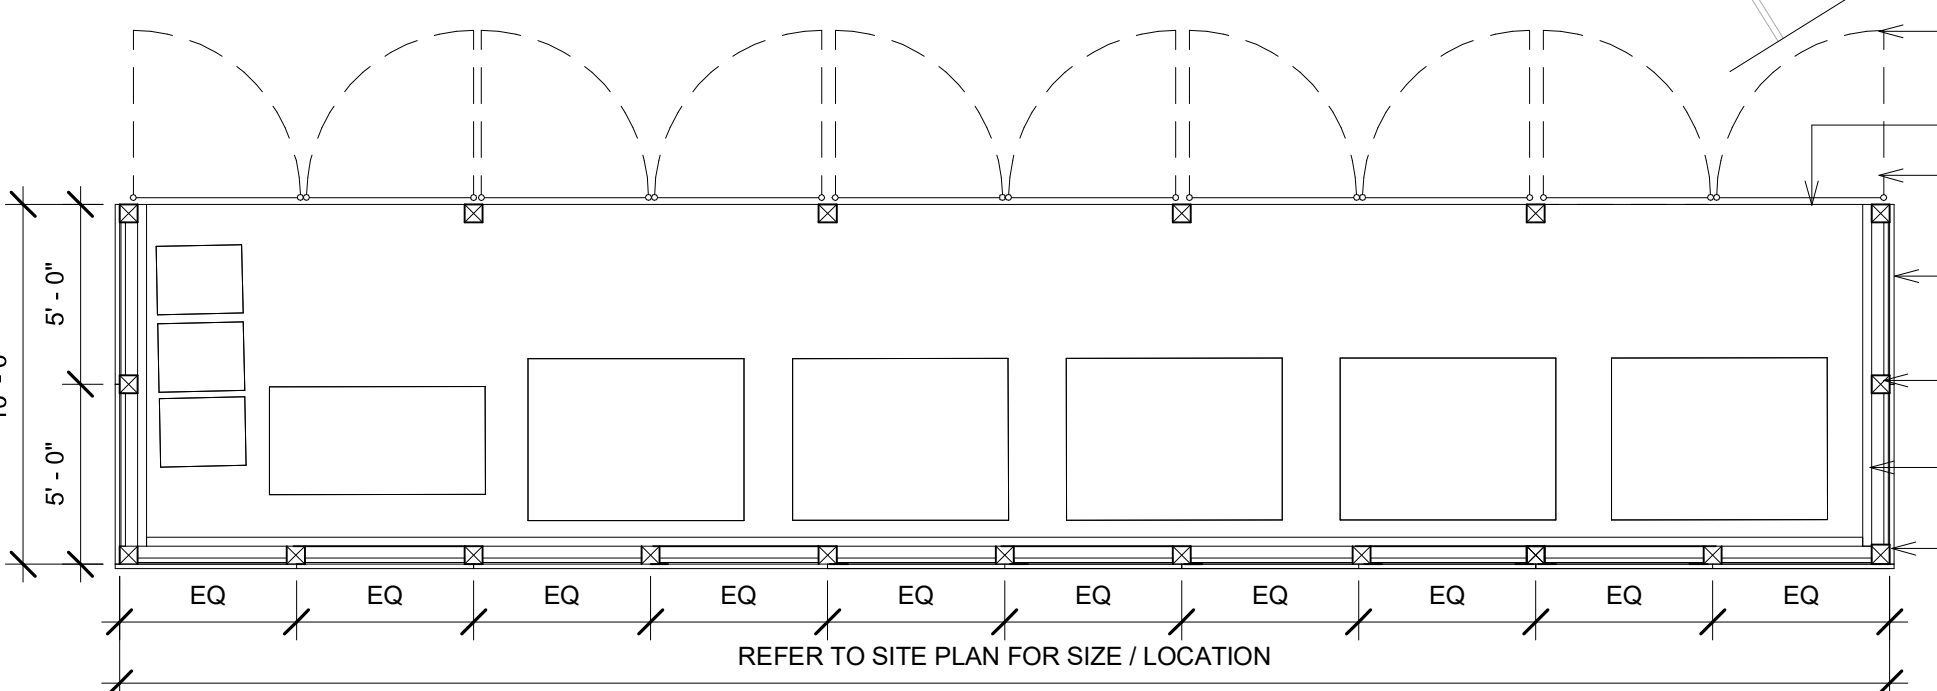 5' - 0"
5' - 0"
EQ EQ EQ EQ EQ EQ EQ EQ EQ EQ
REFER TO SITE PLAN FOR SIZE / LOCATION